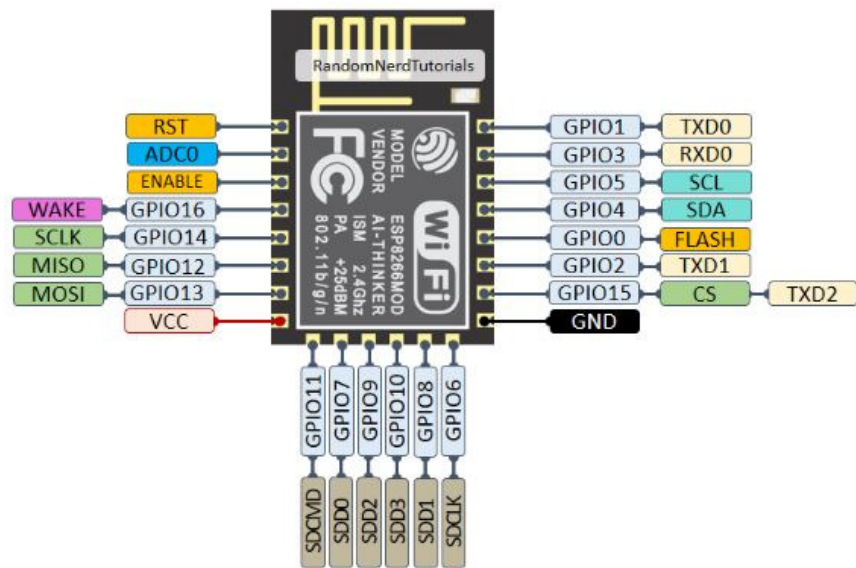 RandomNerdTutorials
RST
ADC0
ENABLE
WAKE GPIO16
SCLK GPIO14
MISO GPIO12
MOSI GPIO13
VCC
FC
MODEL
VENDOR
ESP8266MOD
AI-THINKER
ISM 2.4Ghz
PA +25dBM
802.11b/g/n
WiFi
GPIO1 TXD0
GPIO3 RXD0
GPIO5 SCL
GPIO4 SDA
GPIO0 FLASH
GPIO2 TXD1
GPIO15 CS TXD2
GND
GPIO11 SDCMD
GPIO7 SDD0
GPIO9 SDD2
GPIO10 SDD3
GPIO8 SDD1
GPIO6 SDCLK